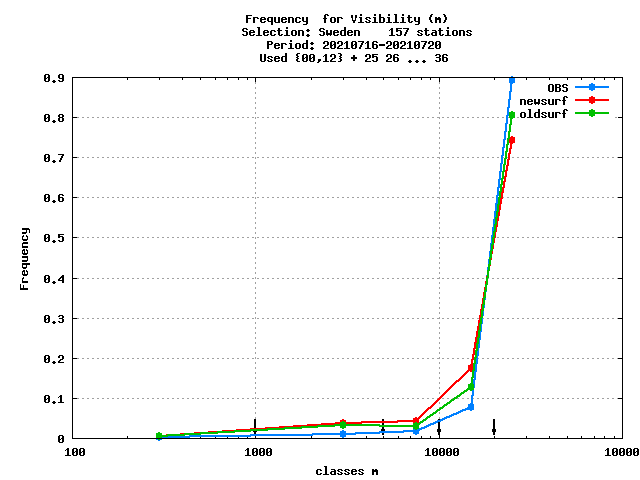 Frequency  for Visibility (m)
Selection: Sweden    157 stations
Period: 20210716-20210720
Used {00,12} + 25 26 ... 36
OBS
newsurf
oldsurf
Frequency
0.9
0.8
0.7
0.6
0.5
0.4
0.3
0.2
0.1
0
100
1000
10000
10000
classes m